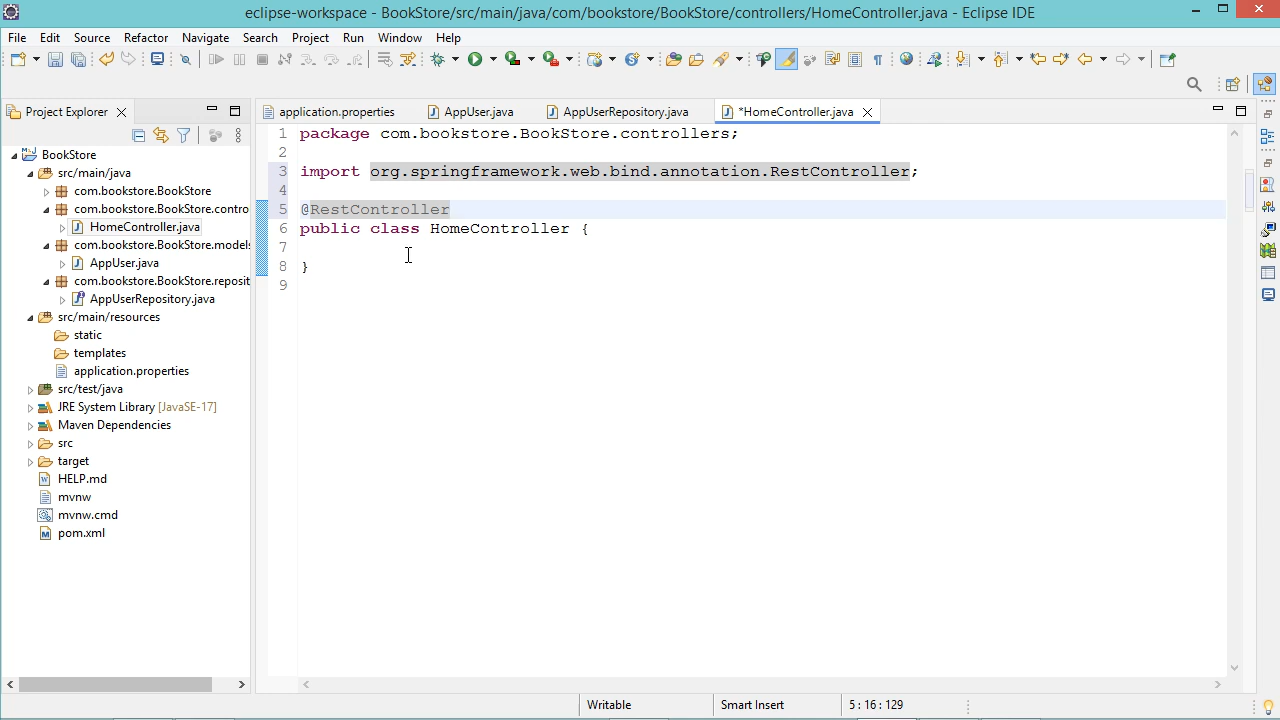 eclipse-workspace - BookStore/src/main/java/com/bookstore/BookStore/controllers/HomeController.java - Eclipse IDE
File Edit Source Refactor Navigate Search Project Run Window Help
Project Explorer
application.properties AppUser.java AppUserRepository.java *HomeController.java
BookStore
src/main/java
com.bookstore.BookStore
com.bookstore.BookStore.contro
HomeController.java
com.bookstore.BookStore.models
AppUser.java
com.bookstore.BookStore.reposit
AppUserRepository.java
src/main/resources
static
templates
application.properties
src/test/java
JRE System Library [JavaSE-17]
Maven Dependencies
src
target
HELP.md
mvnw
mvnw.cmd
pom.xml
1 package com.bookstore.BookStore.controllers;
2
3 import org.springframework.web.bind.annotation.RestController;
4
5 @RestController
6 public class HomeController {
7
8 }
9
Writable Smart Insert 5 : 16 : 129